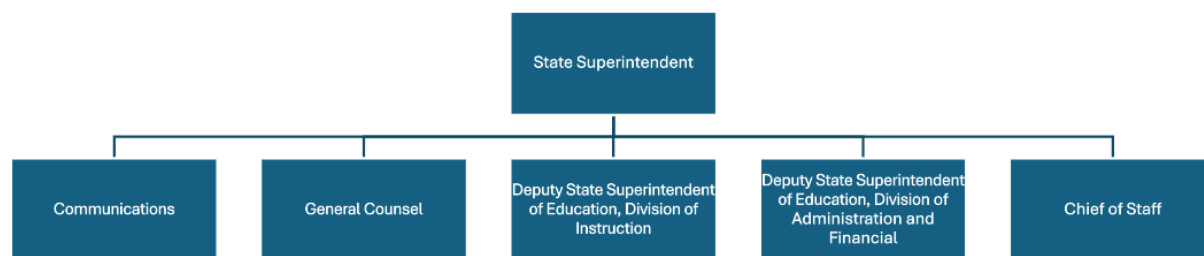 State Superintendent
Communications
General Counsel
Deputy State Superintendent
of Education, Division of
Instruction
Deputy State Superintendent
of Education, Division of
Administration and
Financial
Chief of Staff